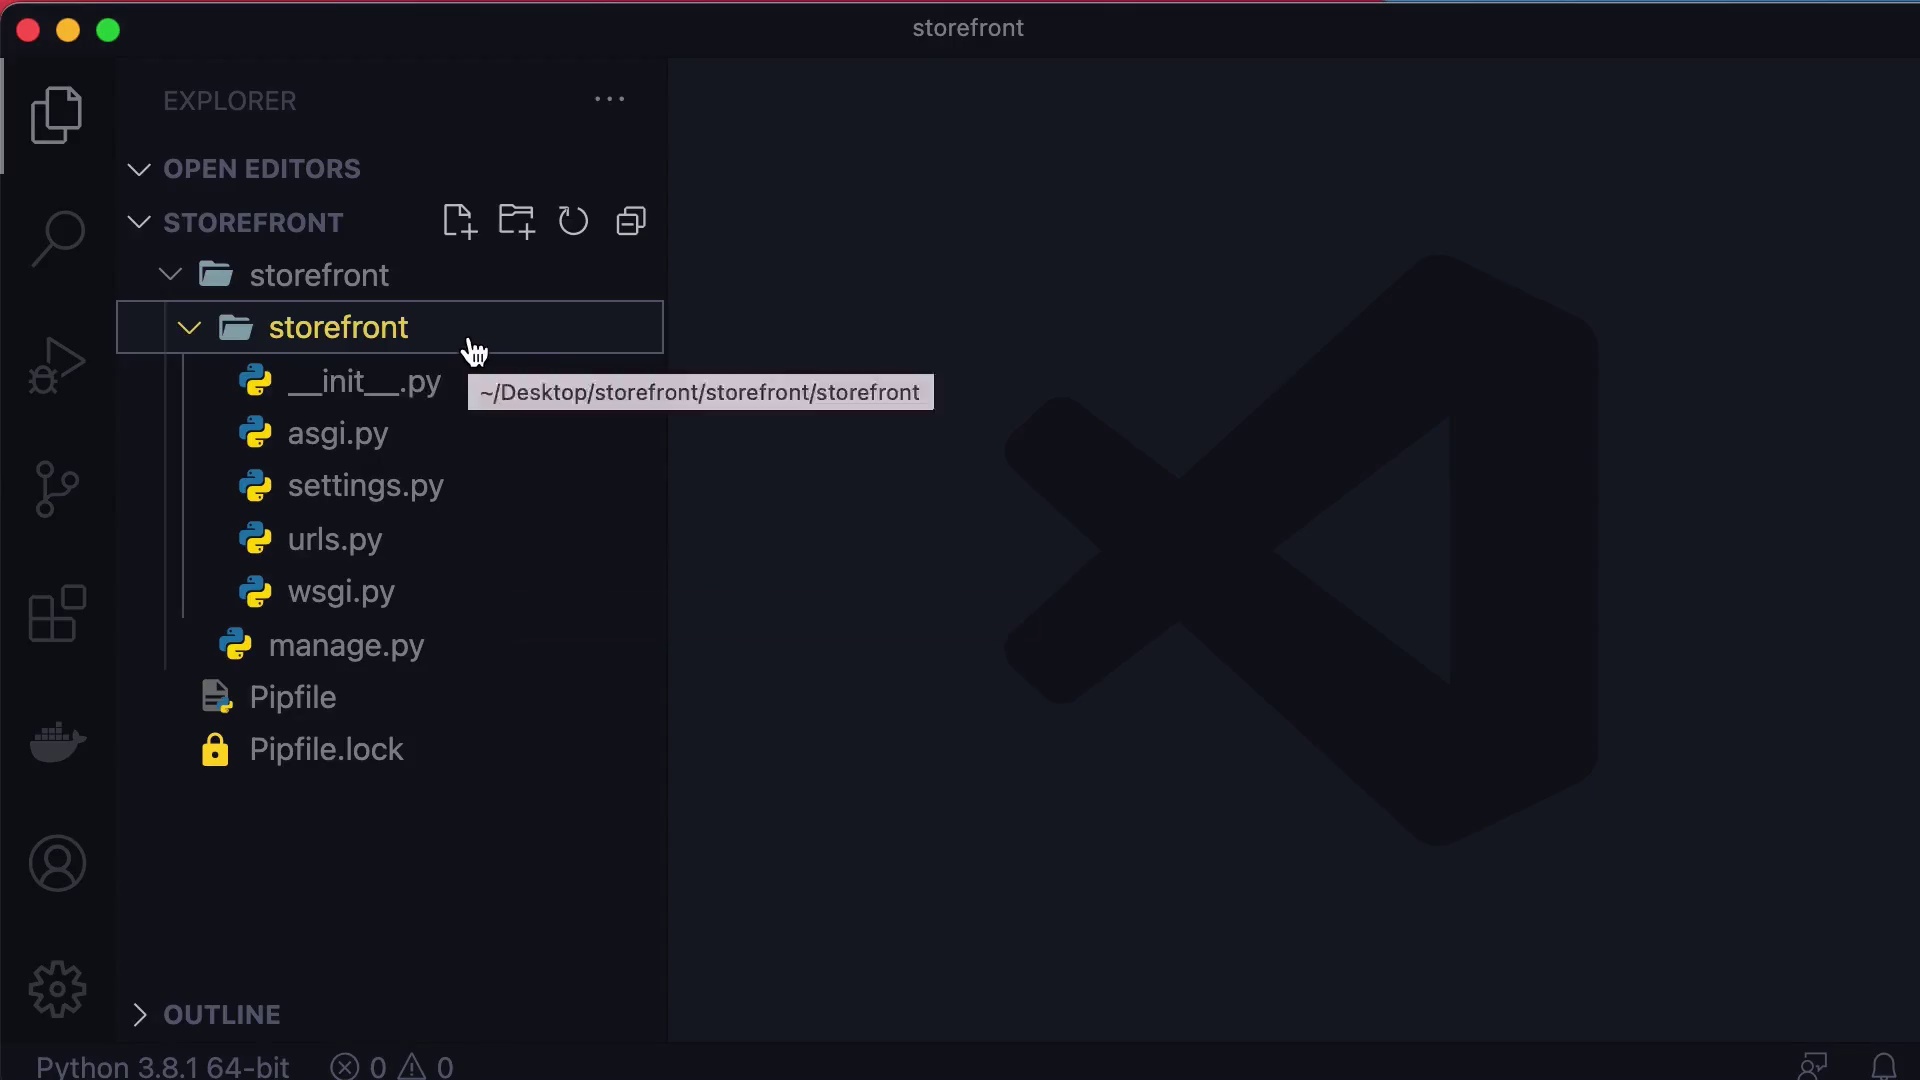 storefront
EXPLORER
OPEN EDITORS
STOREFRONT
storefront
storefront
__init__.py
~/Desktop/storefront/storefront/storefront
asgi.py
settings.py
urls.py
wsgi.py
manage.py
Pipfile
Pipfile.lock
OUTLINE
Python 3.8.1 64-bit 0 0